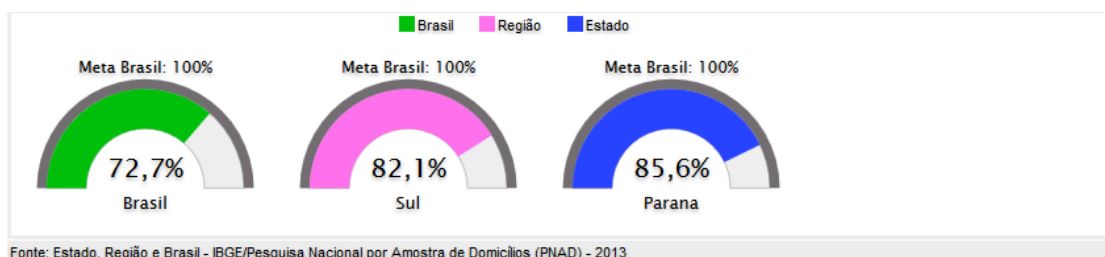 Brasil Região Estado
Meta Brasil: 100% Meta Brasil: 100% Meta Brasil: 100%
72,7% 82,1% 85,6%
Brasil Sul Parana
Fonte: Estado, Região e Brasil - IBGE/Pesquisa Nacional por Amostra de Domicílios (PNAD) - 2013